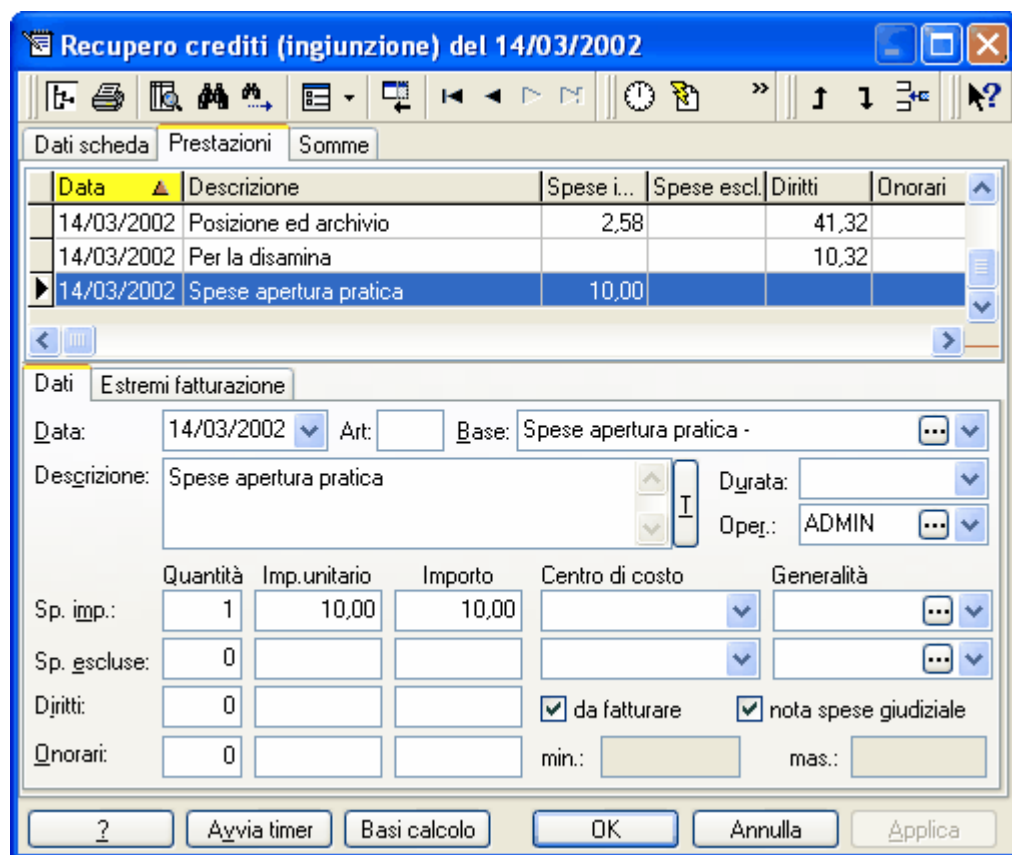 Recupero crediti (ingiunzione) del 14/03/2002
»
Dati scheda Prestazioni Somme
Data Descrizione Spese i... Spese escl. Diritti Onorari
14/03/2002 Posizione ed archivio 2,58 41,32
14/03/2002 Per la disamina 10,32
14/03/2002 Spese apertura pratica 10,00
Dati Estremi fatturazione
Data: 14/03/2002 Art: Base: Spese apertura pratica - ...
Descrizione: Spese apertura pratica T Durata:
Oper.: ADMIN ...
Quantità Imp.unitario Importo Centro di costo Generalità
Sp. imp.: 1 10,00 10,00 ...
Sp. escluse: 0 ...
Diritti: 0 da fatturare nota spese giudiziale
Onorari: 0 min.: mas.:
? Avvia timer Basi calcolo OK Annulla Applica